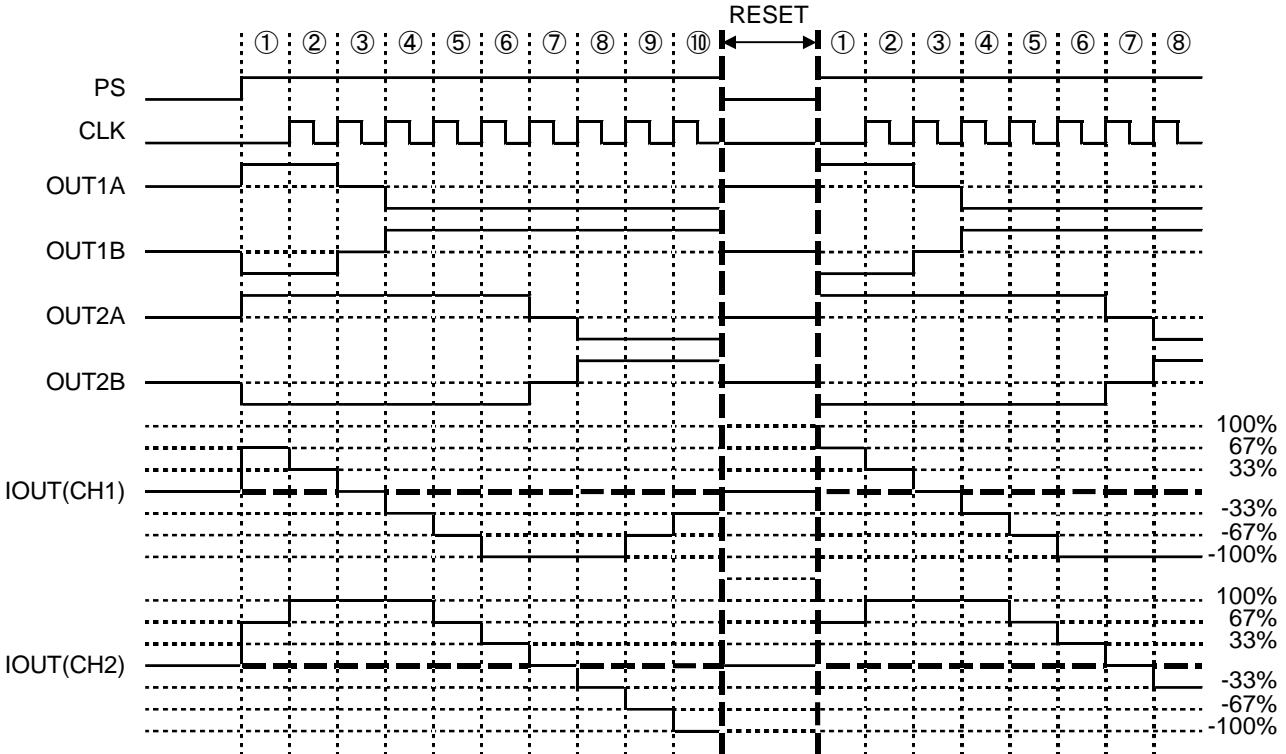 RESET
① ② ③ ④ ⑤ ⑥ ⑦ ⑧ ⑨ ⑩ ① ② ③ ④ ⑤ ⑥ ⑦ ⑧
PS
CLK
OUT1A
OUT1B
OUT2A
OUT2B
100%
67%
33%
IOUT(CH1)
-33%
-67%
-100%
100%
67%
33%
IOUT(CH2)
-33%
-67%
-100%